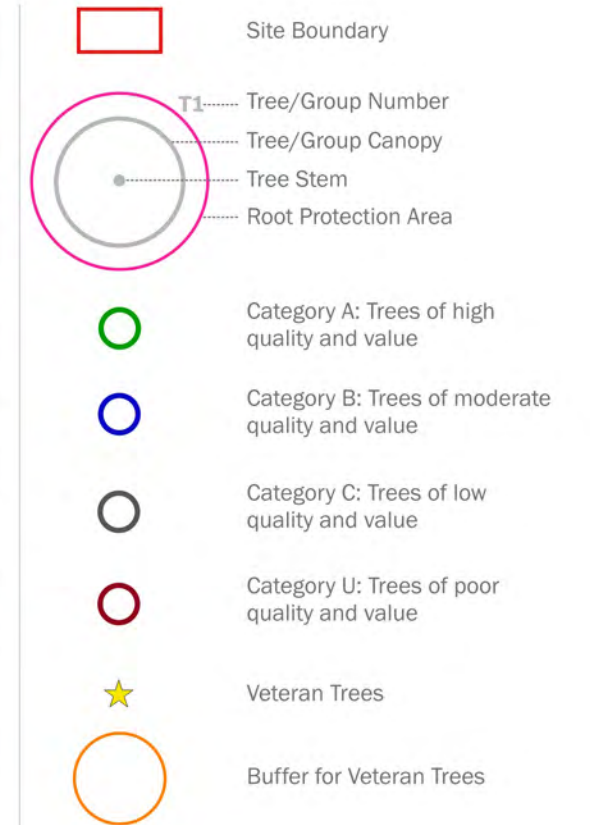 Site Boundary
T1
Tree/Group Number
Tree/Group Canopy
Tree Stem
Root Protection Area
Category A: Trees of high
quality and value
Category B: Trees of moderate
quality and value
Category C: Trees of low
quality and value
Category U: Trees of poor
quality and value
Veteran Trees
Buffer for Veteran Trees